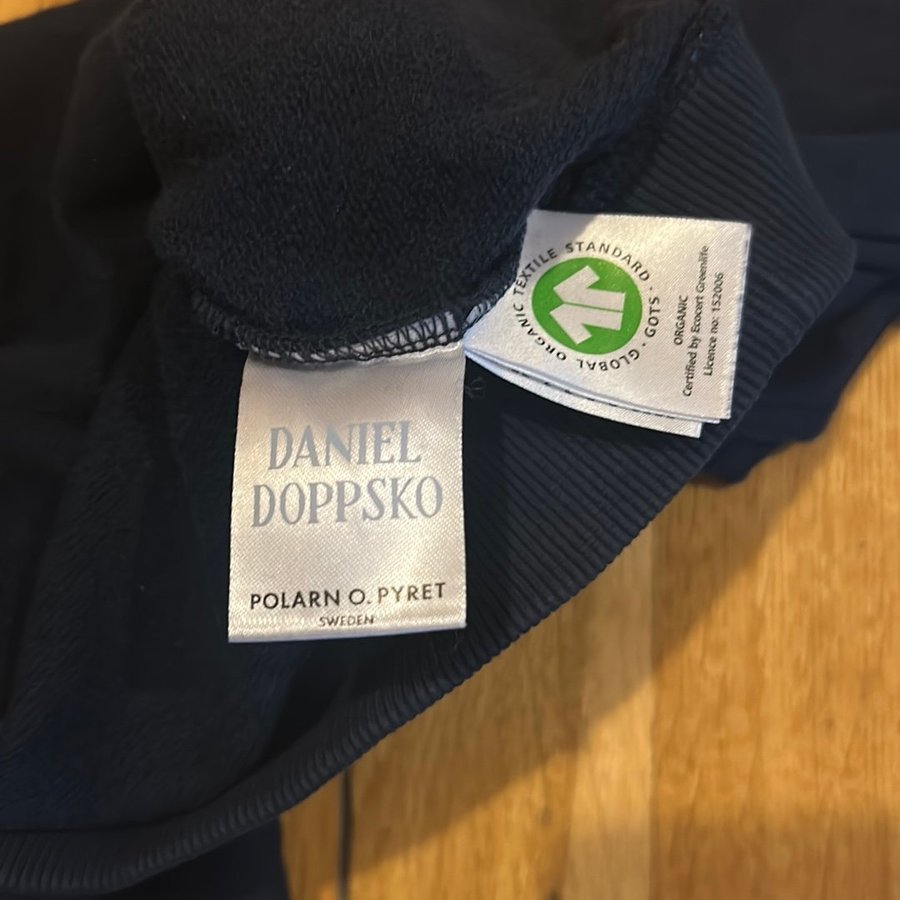 DANIEL
DOPPSKO
POLARN O. PYRET
SWEDEN
GLOBAL ORGANIC TEXTILE STANDARD · GOTS ·
ORGANIC
Certified by Ecocert Greenlife
Licence no: 152006